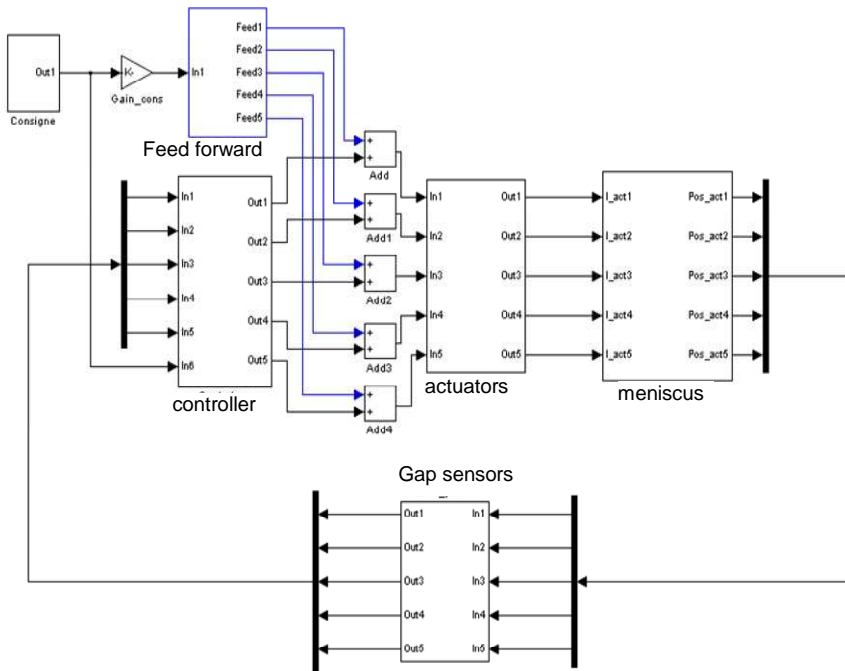 Out1
Consigne
K-
Gain_cons
In1
Feed1
Feed2
Feed3
Feed4
Feed5
Feed forward
In1
In2
In3
In4
In5
In6
Out1
Out2
Out3
Out4
Out5
controller
+
+
Add
+
+
Add1
+
+
Add2
+
+
Add3
+
+
Add4
In1
In2
In3
In4
In5
Out1
Out2
Out3
Out4
Out5
actuators
I_act1
I_act2
I_act3
I_act4
I_act5
Pos_act1
Pos_act2
Pos_act3
Pos_act4
Pos_act5
meniscus
Gap sensors
Out1
Out2
Out3
Out4
Out5
In1
In2
In3
In4
In5